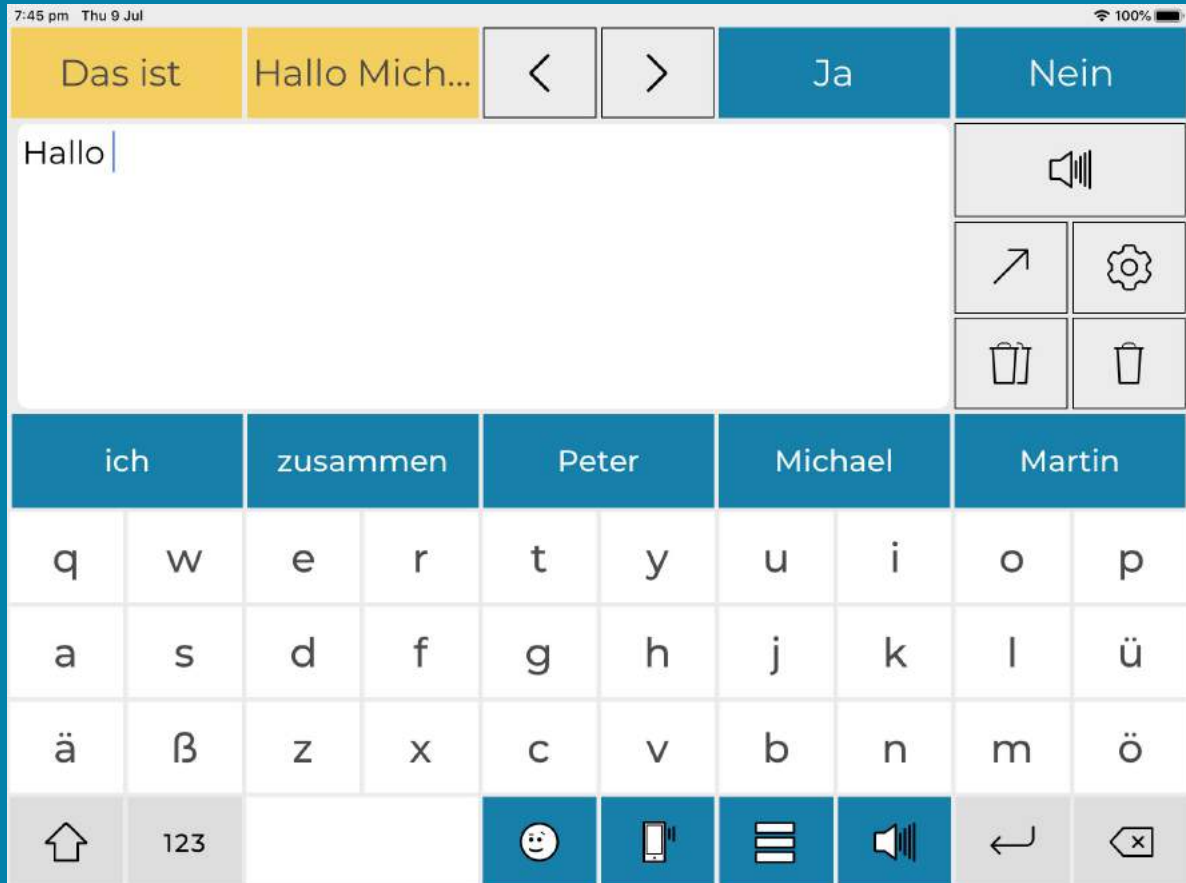 7:45 pm Thu 9 Jul 100%
Das ist Hallo Mich... Ja Nein
Hallo
ich zusammen Peter Michael Martin
q w e r t y u i o p
a s d f g h j k l ü
ä ß z x c v b n m ö
123